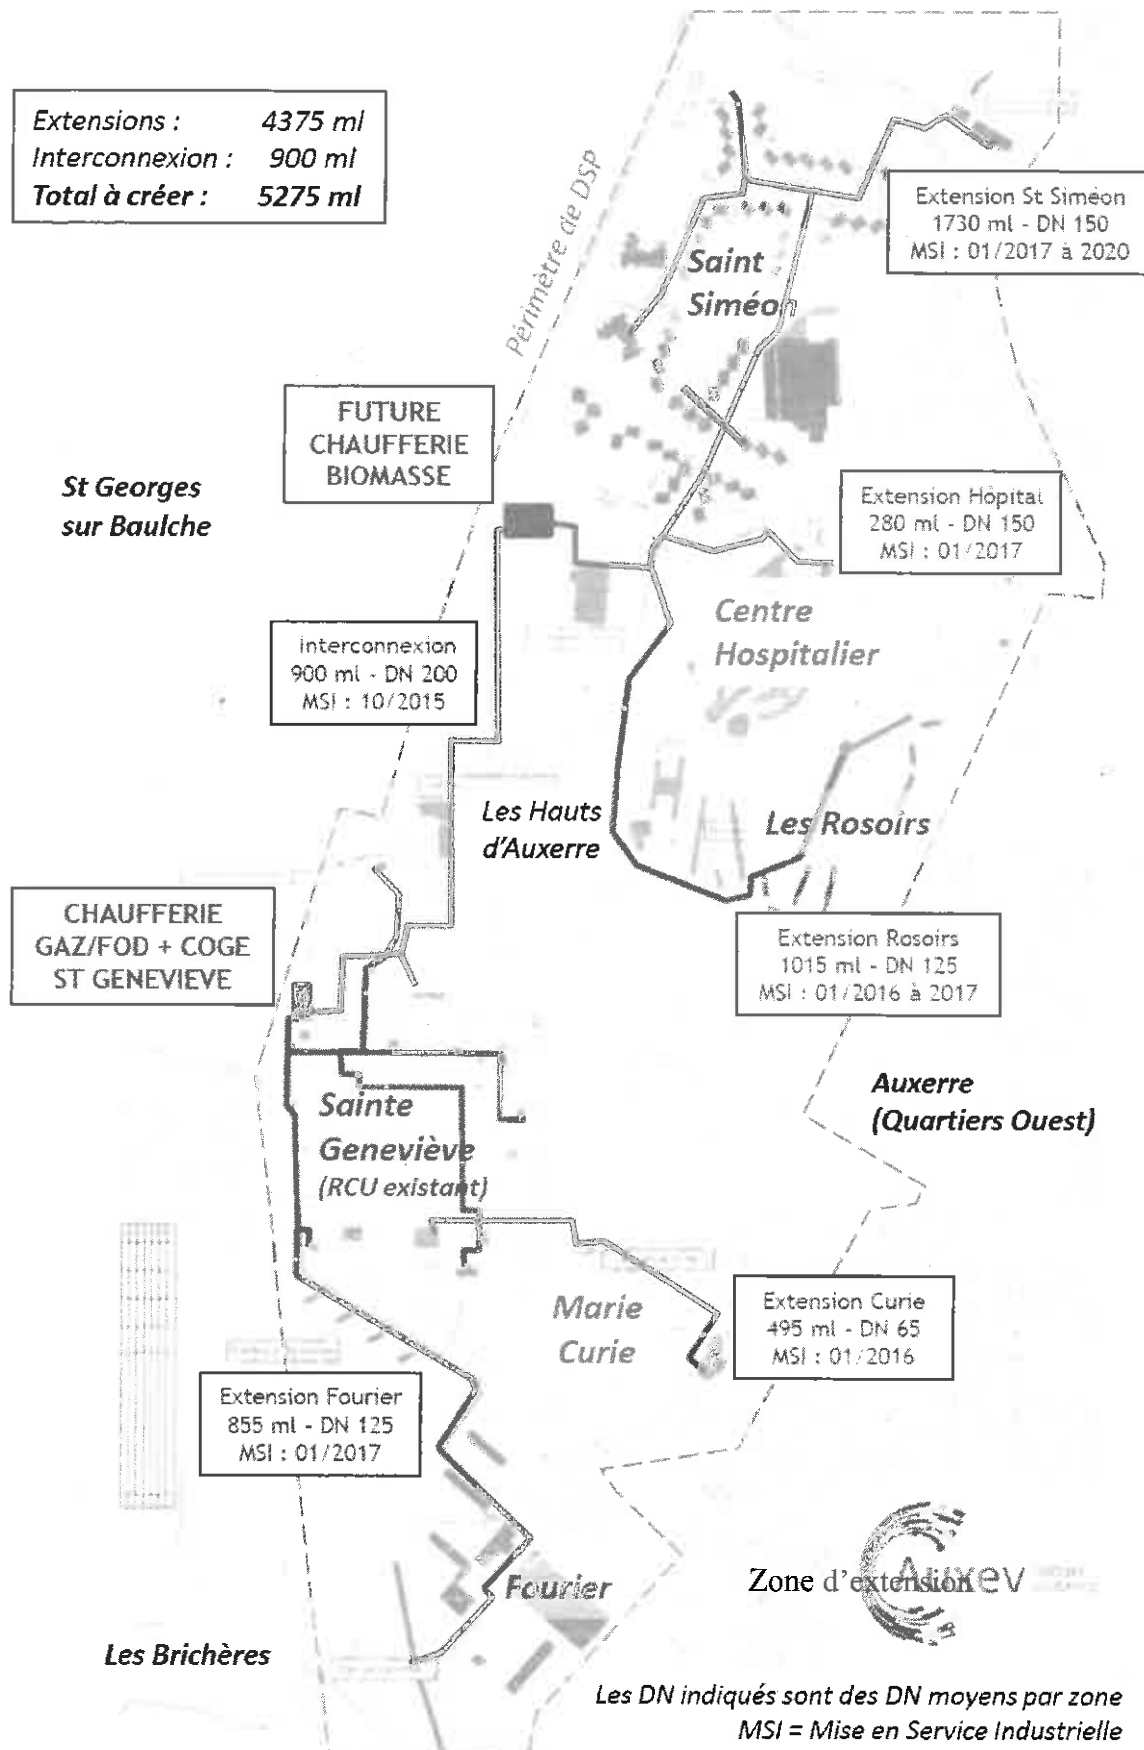 Extensions : 4375 ml
Interconnexion : 900 ml
Total à créer : 5275 ml
Périmètre de DSP
Extension St Siméon
1730 ml - DN 150
MSI : 01/2017 à 2020
Saint
Siméon
FUTURE
CHAUFFERIE
BIOMASSE
St Georges
sur Baulche
Extension Hôpital
280 ml - DN 150
MSI : 01/2017
Centre
Hospitalier
Interconnexion
900 ml - DN 200
MSI : 10/2015
Les Hauts
d'Auxerre
Les Rosoirs
CHAUFFERIE
GAZ/FOD + COGE
ST GENEVIEVE
Extension Rosoirs
1015 ml - DN 125
MSI : 01/2016 à 2017
Auxerre
(Quartiers Ouest)
Sainte
Geneviève
(RCU existant)
Marie
Curie
Extension Curie
495 ml - DN 65
MSI : 01/2016
Extension Fourier
855 ml - DN 125
MSI : 01/2017
Zone d'extension
Auxev
Fourier
Les Brichères
Les DN indiqués sont des DN moyens par zone
MSI = Mise en Service Industrielle